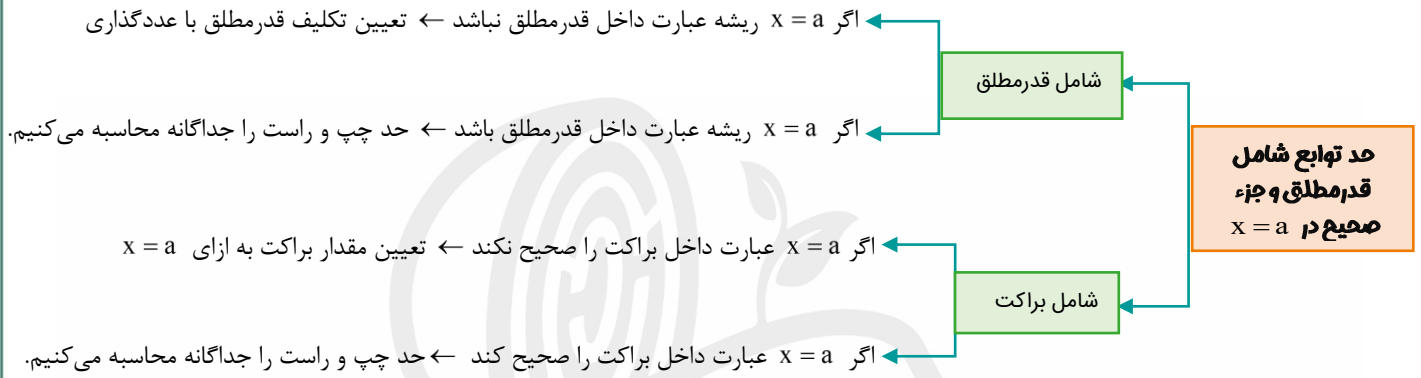 حد توابع شامل
قدرمطلق و جزء
صحیح در x = a
شامل قدرمطلق
اگر x = a ریشه عبارت داخل قدرمطلق نباشد ← تعیین تکلیف قدرمطلق با عددگذاری
اگر x = a ریشه عبارت داخل قدرمطلق باشد ← حد چپ و راست را جداگانه محاسبه می‌کنیم.
شامل براکت
اگر x = a عبارت داخل براکت را صحیح نکند ← تعیین مقدار براکت به ازای x = a
اگر x = a عبارت داخل براکت را صحیح کند ← حد چپ و راست را جداگانه محاسبه می‌کنیم.